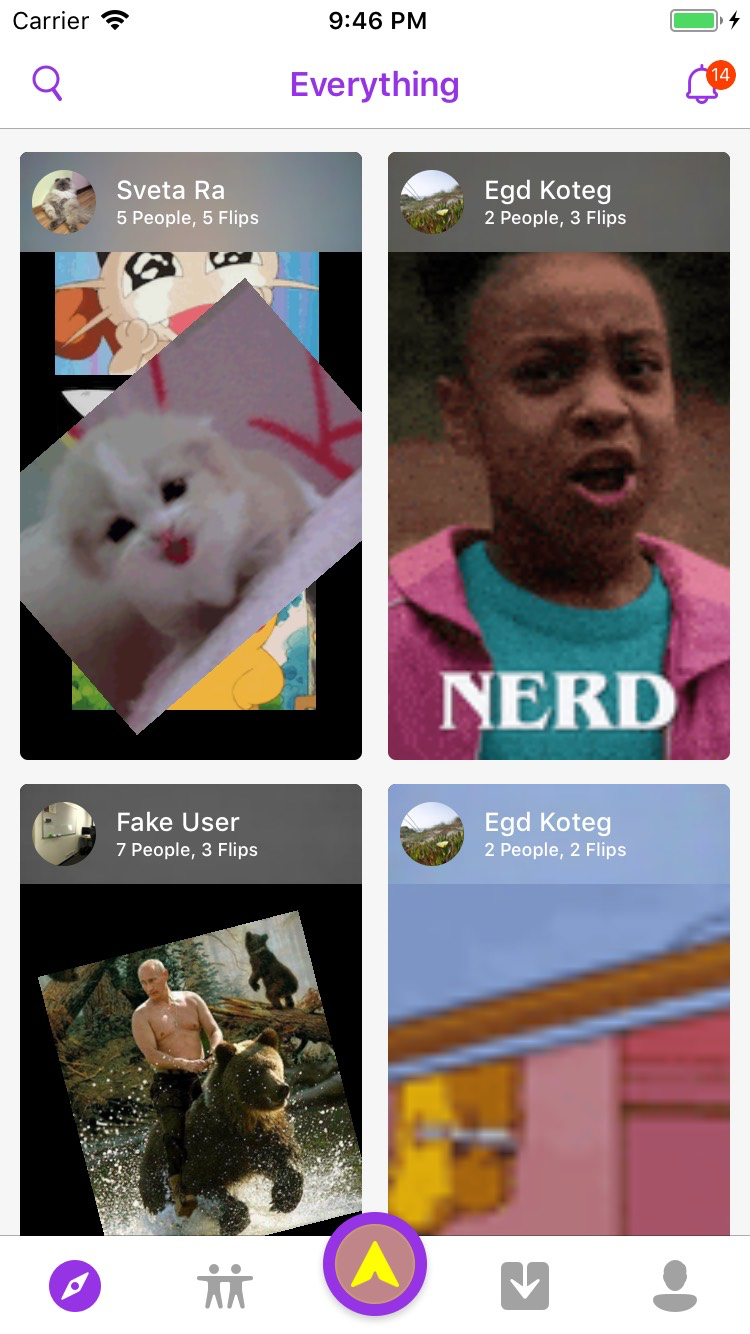 Carrier
9:46 PM
Everything
14
Sveta Ra
5 People, 5 Flips
Egd Koteg
2 People, 3 Flips
NERD
Fake User
7 People, 3 Flips
Egd Koteg
2 People, 2 Flips